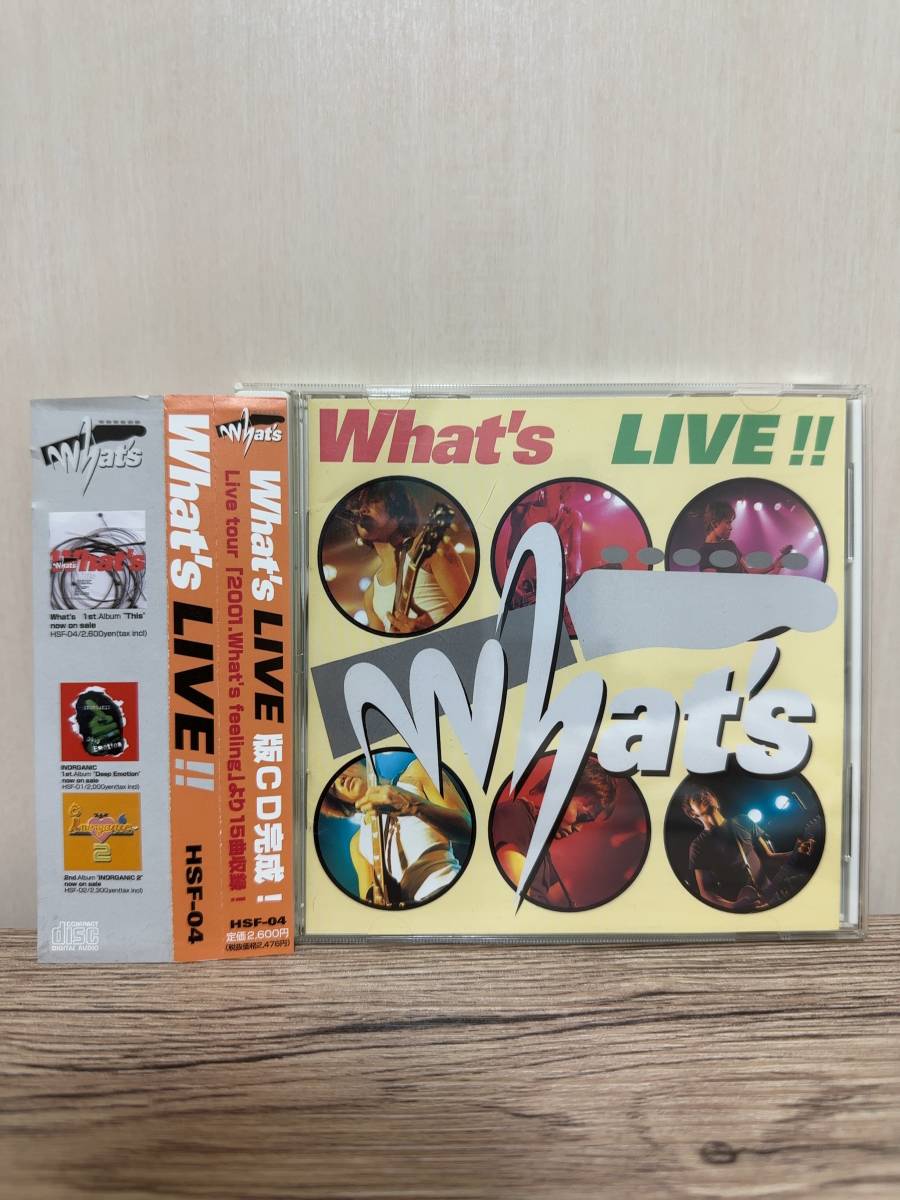 What's
What's 1st.Album "This"
now on sale
HSF-04/2,600yen(tax incl)
INORGANIC
1st.Album "Deep Emotion"
now on sale
HSF-01/2,000yen(tax incl)
2nd.Album "INORGANIC 2"
now on sale
HSF-02/2,300yen(tax incl)
COMPACT
disc
DIGITAL AUDIO
What's LIVE!!
HSF-04
What's
What's LIVE 版CD完成!
Live tour「2001.What's feeling」より15曲収録!
HSF-04
定価2,600円
(税抜価格2,476円)
What's LIVE!!
What's